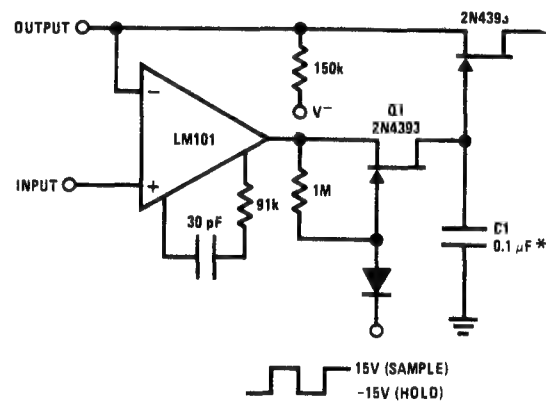 2N4393
OUTPUT
150k
V−
Q1
2N4393
LM101
−
INPUT
+
91k
1M
30 pF
C1
0.1 μF*
15V (SAMPLE)
-15V (HOLD)